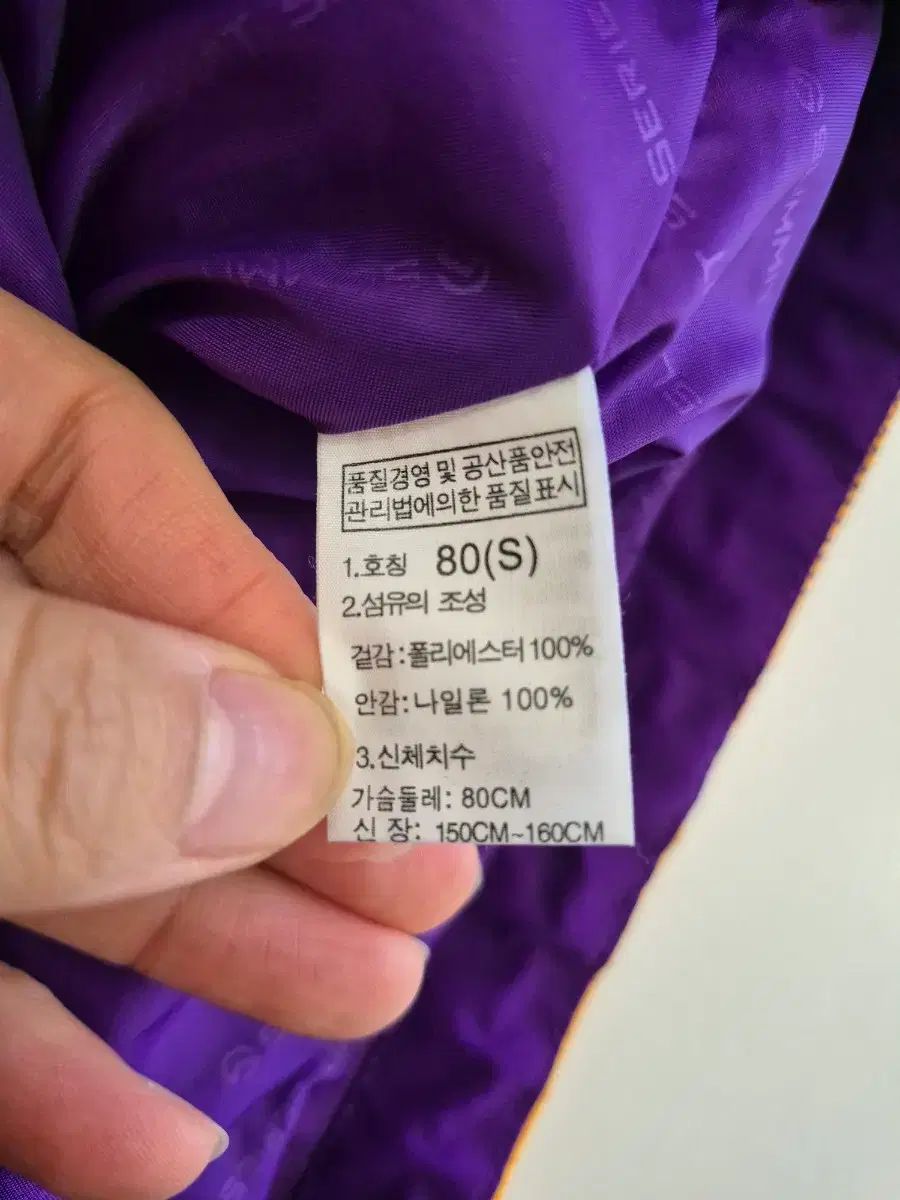 SERIES
SUMMIT
품질경영 및 공산품안전
관리법에의한 품질표시
1.호칭 80(S)
2.섬유의 조성
겉감:폴리에스터100%
안감:나일론 100%
3.신체치수
가슴둘레: 80CM
신 장: 150CM~160CM